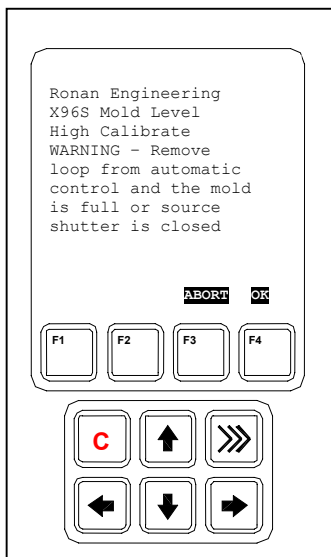 Ronan Engineering
X96S Mold Level
High Calibrate
WARNING – Remove
loop from automatic
control and the mold
is full or source
shutter is closed
ABORT OK
F1 F2 F3 F4
C